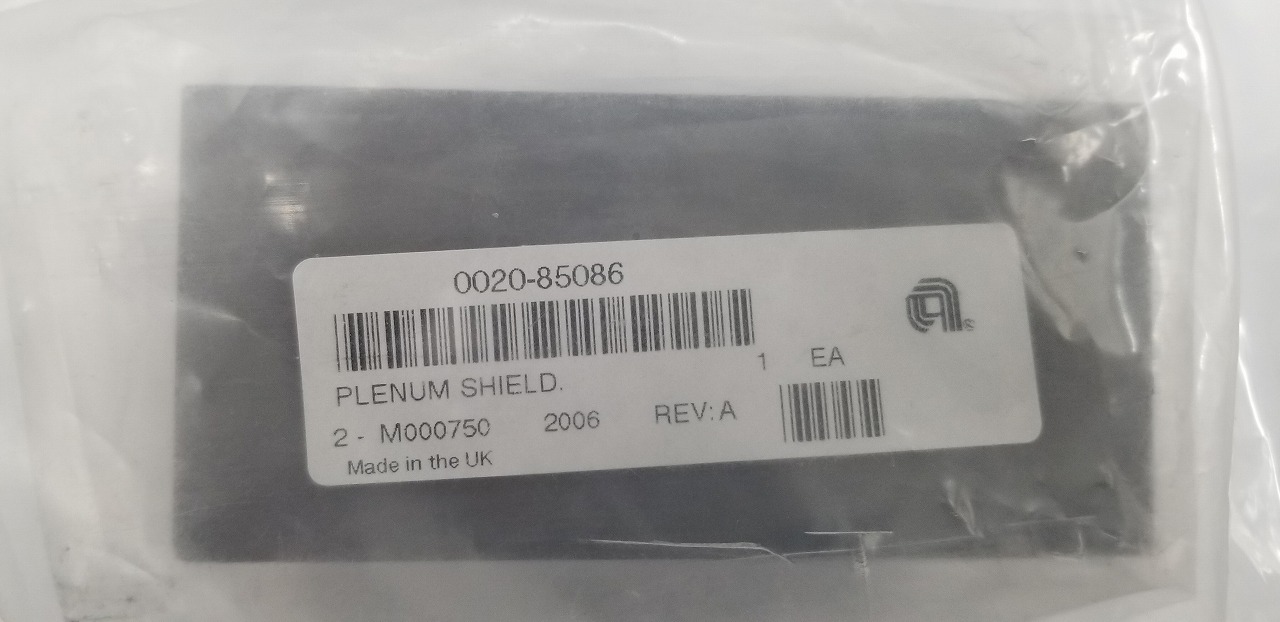 0020-85086
1 EA
PLENUM SHIELD.
2 - M000750 2006 REV: A
Made in the UK